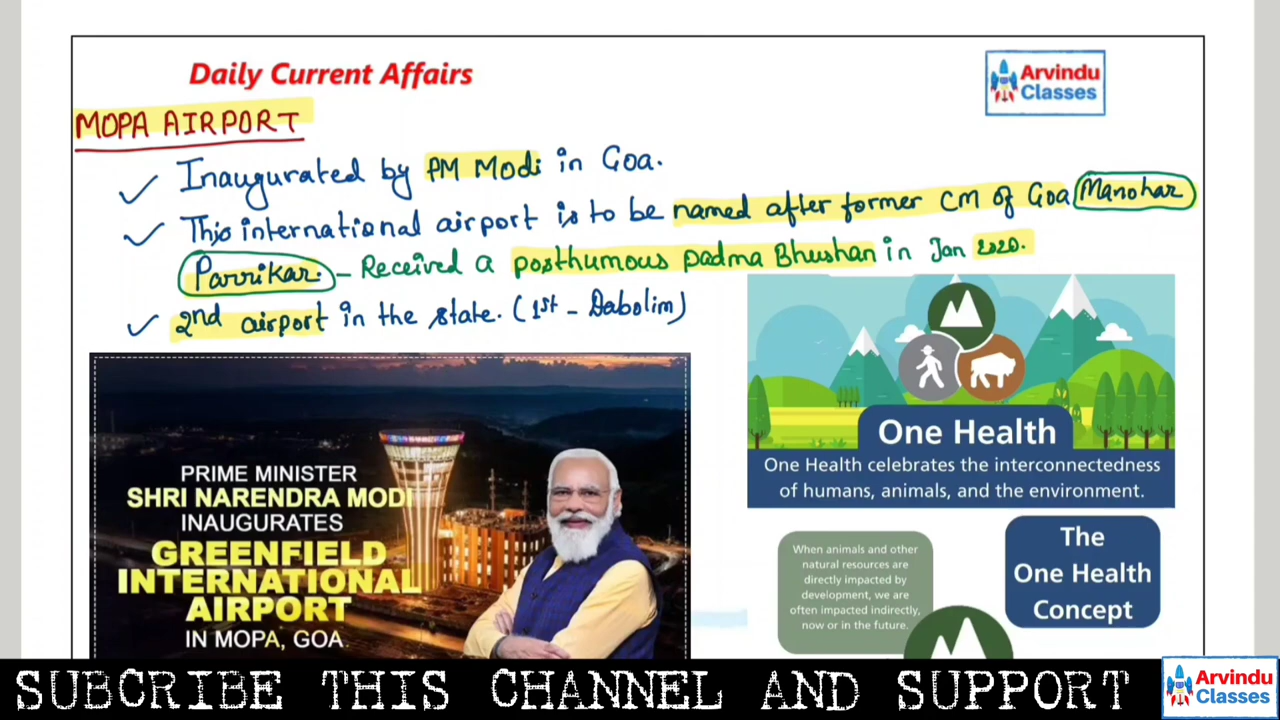 Daily Current Affairs
Arvindu
Classes
MOPA AIRPORT
Inaugurated by PM Modi in Goa.
This international airport is to be named after former CM of Goa Manohar
Parrikar. - Received a posthumous padma Bhushan in Jan 2020.
2nd airport in the state. (1st - Dabolim)
PRIME MINISTER
SHRI NARENDRA MODI
INAUGURATES
GREENFIELD
INTERNATIONAL
AIRPORT
IN MOPA, GOA.
One Health
One Health celebrates the interconnectedness
of humans, animals, and the environment.
When animals and other
natural resources are
directly impacted by
development, we are
often impacted indirectly,
now or in the future.
The
One Health
Concept
SUBCRIBE THIS CHANNEL AND SUPPORT
Arvindu
Classes